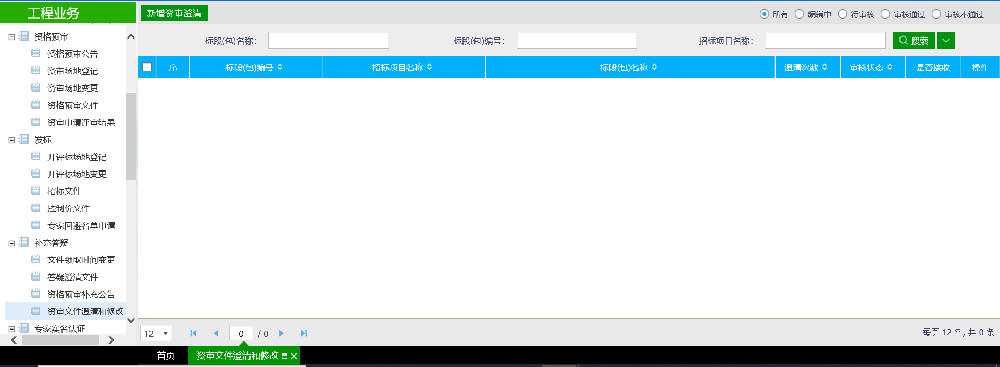 工程业务
资格预审
资格预审公告
资审场地登记
资审场地变更
资格预审文件
资审申请评审结果
发标
开评标场地登记
开评标场地变更
招标文件
控制价文件
专家回避名单申请
补充答疑
文件领取时间变更
答疑澄清文件
资格预审补充公告
资审文件澄清和修改
专家实名认证
新增资审澄清
所有 编辑中 待审核 审核通过 审核不通过
标段(包)名称: 标段(包)编号: 招标项目名称: 搜索
序 标段(包)编号 招标项目名称 标段(包)名称 澄清次数 审核状态 是否接收 操作
12 0 / 0 每页 12 条, 共 0 条
首页 资审文件澄清和修改